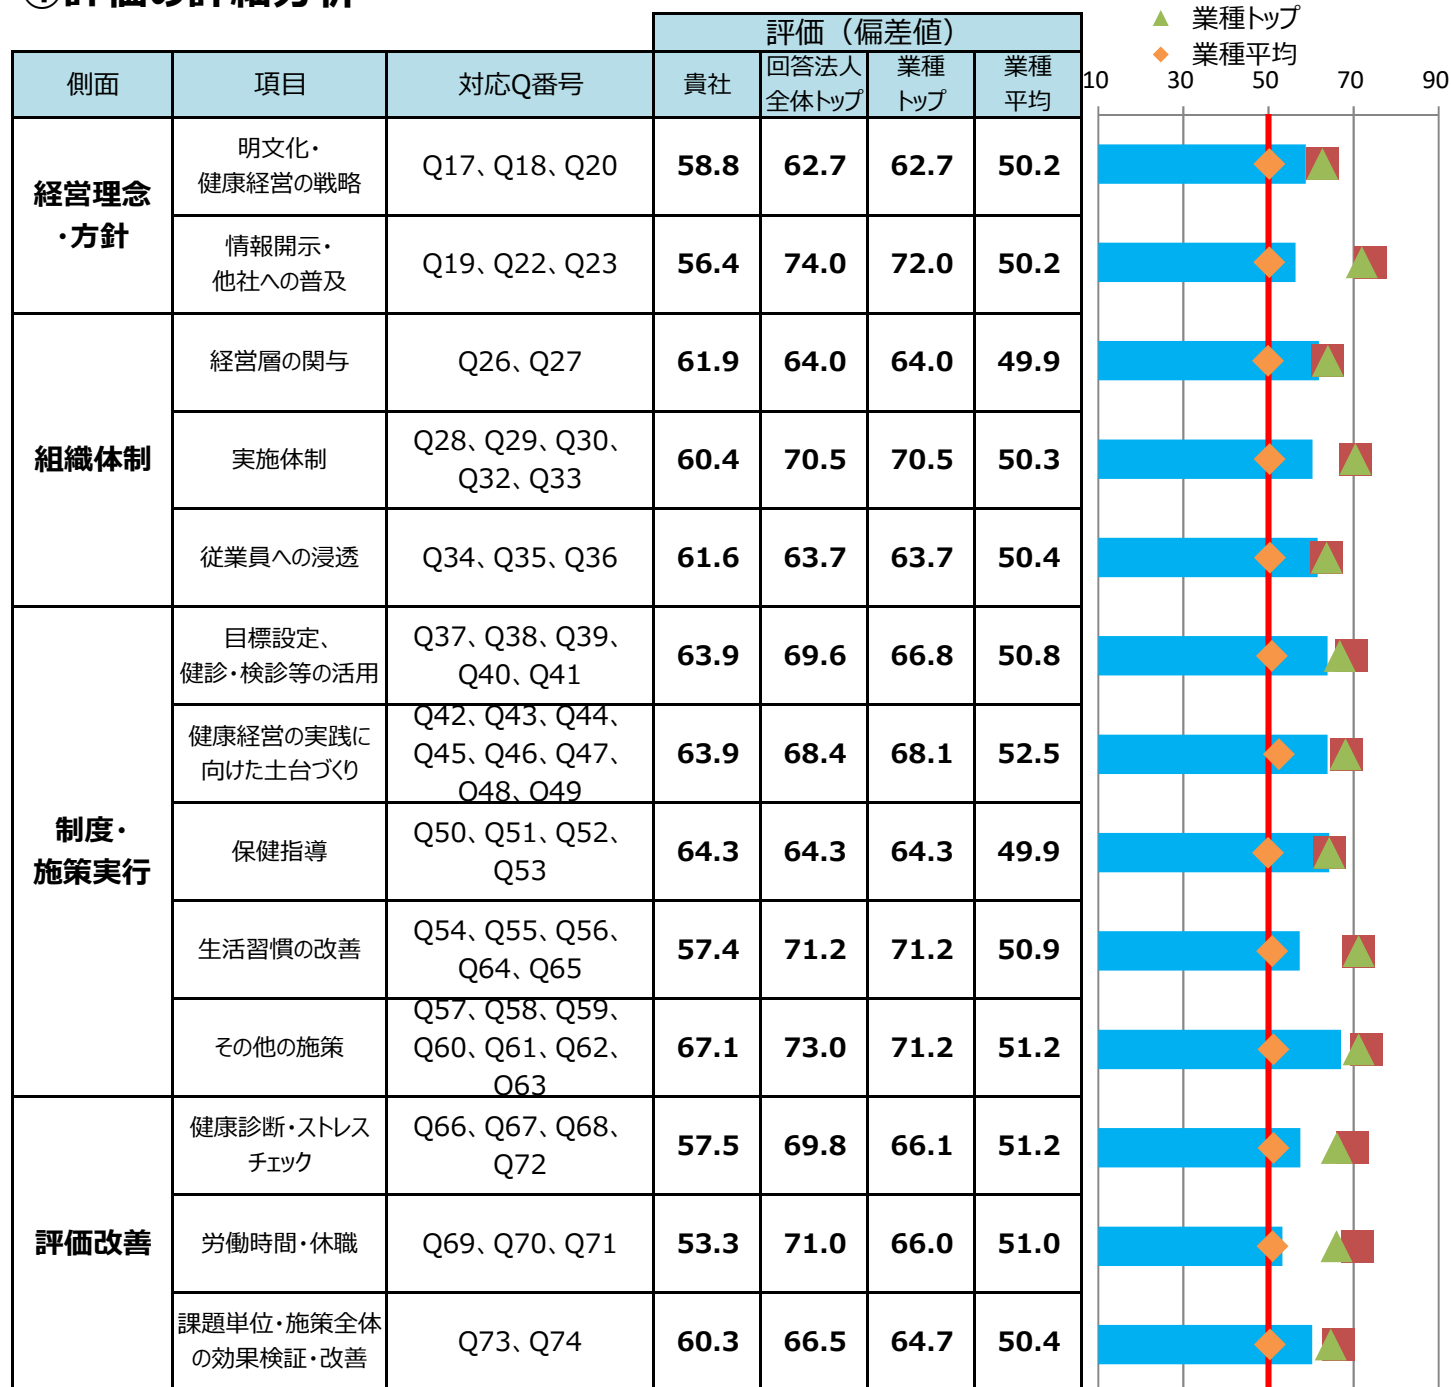 ①評価の詳細分析
▲ 業種トップ
◆ 業種平均
評価（偏差値）
側面 項目 対応Q番号 貴社 回答法人全体トップ 業種トップ 業種平均
10 30 50 70 90
経営理念・方針
明文化・
健康経営の戦略
Q17、Q18、Q20
58.8 62.7 62.7 50.2
情報開示・
他社への普及
Q19、Q22、Q23
56.4 74.0 72.0 50.2
組織体制
経営層の関与
Q26、Q27
61.9 64.0 64.0 49.9
実施体制
Q28、Q29、Q30、
Q32、Q33
60.4 70.5 70.5 50.3
従業員への浸透
Q34、Q35、Q36
61.6 63.7 63.7 50.4
制度・
施策実行
目標設定、
健診・検診等の活用
Q37、Q38、Q39、
Q40、Q41
63.9 69.6 66.8 50.8
健康経営の実践に
向けた土台づくり
Q42、Q43、Q44、
Q45、Q46、Q47、
Q48、Q49
63.9 68.4 68.1 52.5
保健指導
Q50、Q51、Q52、
Q53
64.3 64.3 64.3 49.9
生活習慣の改善
Q54、Q55、Q56、
Q64、Q65
57.4 71.2 71.2 50.9
その他の施策
Q57、Q58、Q59、
Q60、Q61、Q62、
Q63
67.1 73.0 71.2 51.2
評価改善
健康診断・ストレス
チェック
Q66、Q67、Q68、
Q72
57.5 69.8 66.1 51.2
労働時間・休職
Q69、Q70、Q71
53.3 71.0 66.0 51.0
課題単位・施策全体
の効果検証・改善
Q73、Q74
60.3 66.5 64.7 50.4